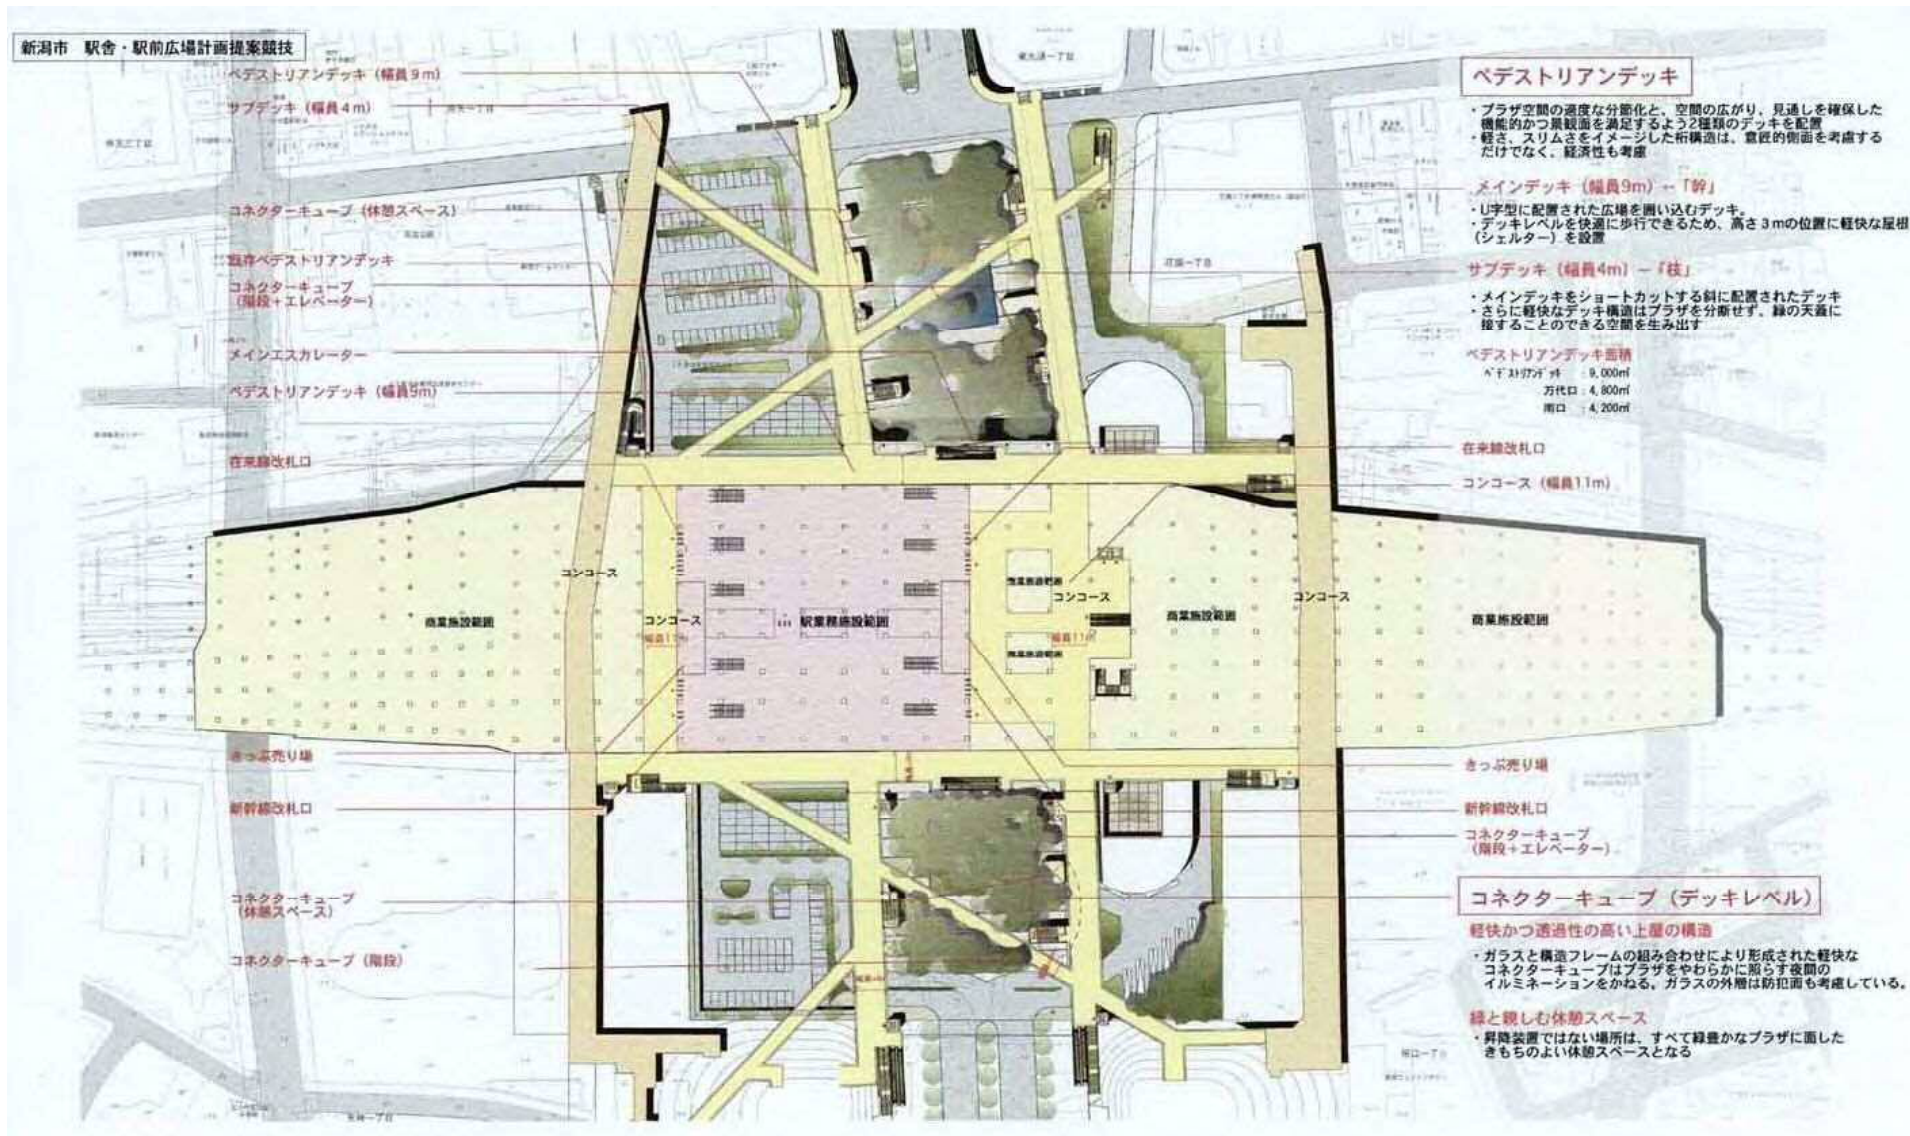 新潟市　駅舎・駅前広場計画提案競技
ペデストリアンデッキ（幅員９ｍ）
サブデッキ（幅員４ｍ）
コネクターキューブ（休憩スペース）
既存ペデストリアンデッキ
コネクターキューブ
（階段＋エレベーター）
メインエスカレーター
ペデストリアンデッキ（幅員9m）
在来線改札口
きっぷ売り場
新幹線改札口
コネクターキューブ
（休憩スペース）
コネクターキューブ（階段）
コンコース
商業施設範囲
コンコース
幅員11m
駅業務施設範囲
商業施設範囲
コンコース
幅員11m
商業施設範囲
商業施設範囲
コンコース
商業施設範囲
ペデストリアンデッキ
・プラザ空間の適度な分節化と、空間の広がり、見通しを確保した
機能的かつ景観面を満足するよう2種類のデッキを配置
・軽さ、スリムさをイメージした桁構造は、意匠的側面を考慮する
だけでなく、経済性も考慮
メインデッキ（幅員9m）--「幹」
・U字型に配置された広場を囲い込むデッキ。
・デッキレベルを快適に歩行できるため、高さ３mの位置に軽快な屋根
（シェルター）を設置
サブデッキ（幅員4m）--「枝」
・メインデッキをショートカットする斜に配置されたデッキ
・さらに軽快なデッキ構造はプラザを分断せず、緑の天蓋に
接することのできる空間を生み出す
ペデストリアンデッキ面積
ペデストリアンデッキ　：9,000㎡
万代口：4,800㎡
南口　：4,200㎡
在来線改札口
コンコース（幅員11m）
きっぷ売り場
新幹線改札口
コネクターキューブ
（階段＋エレベーター）
コネクターキューブ（デッキレベル）
軽快かつ透過性の高い上屋の構造
・ガラスと構造フレームの組み合わせにより形成された軽快な
コネクターキューブはプラザをやわらかに照らす夜間の
イルミネーションをかねる。ガラスの外層は防犯面も考慮している。
緑と親しむ休憩スペース
・昇降装置ではない場所は、すべて緑豊かなプラザに面した
きもちのよい休憩スペースとなる